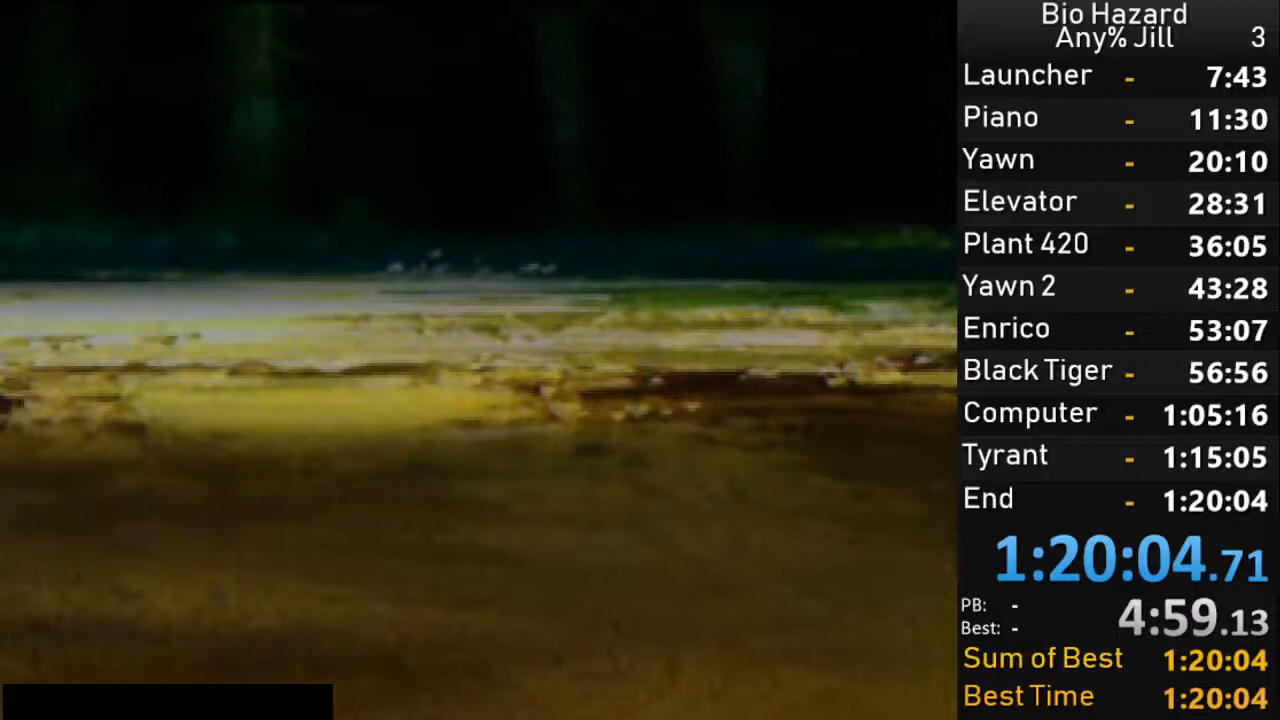 Bio Hazard
Any% Jill 3
Launcher - 7:43
Piano - 11:30
Yawn - 20:10
Elevator - 28:31
Plant 420 - 36:05
Yawn 2 - 43:28
Enrico - 53:07
Black Tiger - 56:56
Computer - 1:05:16
Tyrant - 1:15:05
End - 1:20:04
1:20:04.71
PB: - 4:59.13
Best: -
Sum of Best 1:20:04
Best Time 1:20:04